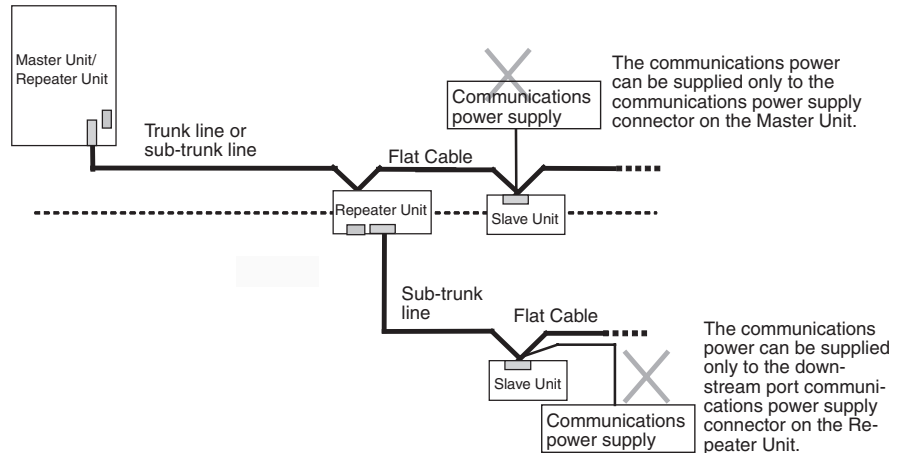 Master Unit/
Repeater Unit
Trunk line or
sub-trunk line
Flat Cable
Communications
power supply
The communications power
can be supplied only to the
communications power supply
connector on the Master Unit.
Repeater Unit
Slave Unit
Sub-trunk
line
Flat Cable
Slave Unit
Communications
power supply
The communications
power can be supplied
only to the down-
stream port communi-
cations power supply
connector on the Re-
peater Unit.